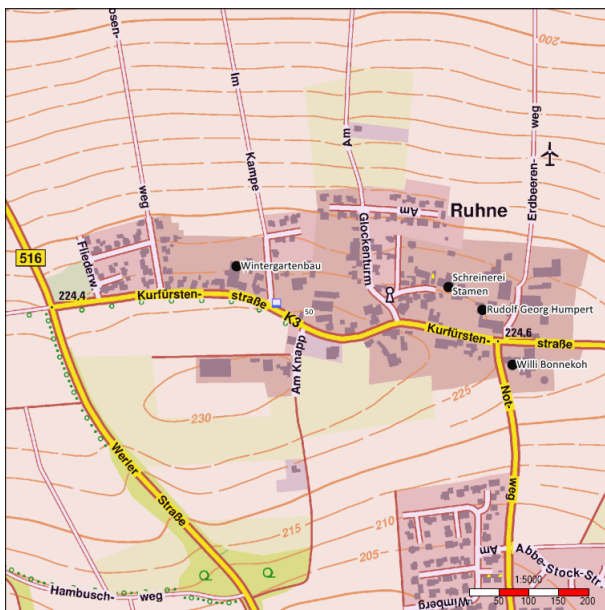 200
osen-
Im
Am
Erdbeeren-
weg
Kampe
weg
Am
Ruhne
Glockenturm
516
Fliederw.
Wintergartenbau
Schreinerei
Stamen
224,4
Kurfürsten-
straße
K3
50
Rudolf Georg Humpert
Kurfürsten-
224,6
straße
Am Knapp
Willi Bonnekoh
225
230
Not-
weg
Werler
Straße
215
210
205
Am
Wimberg
Abbe-Stock-Str.
Hambusch-
weg
1:5000
m
50
100
150
200